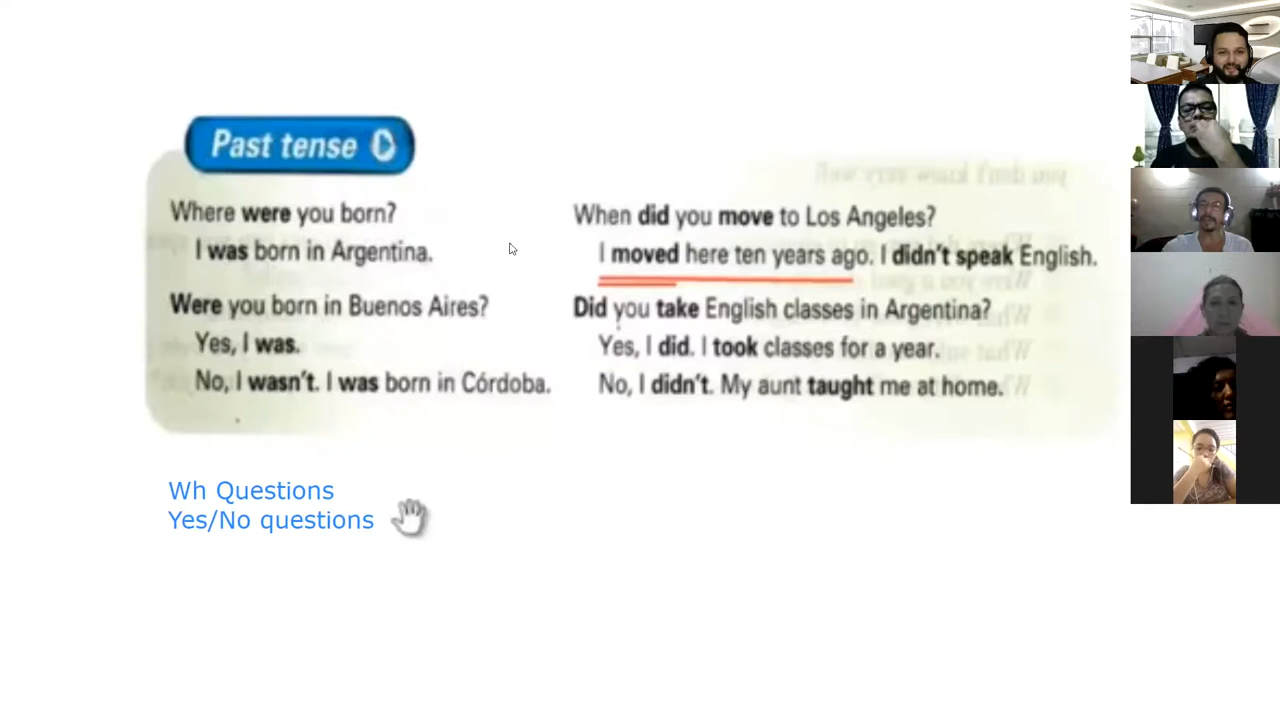 Past tense
Where were you born?
I was born in Argentina.
Were you born in Buenos Aires?
Yes, I was.
No, I wasn't. I was born in Córdoba.
When did you move to Los Angeles?
I moved here ten years ago. I didn't speak English.
Did you take English classes in Argentina?
Yes, I did. I took classes for a year.
No, I didn't. My aunt taught me at home.
Wh Questions
Yes/No questions